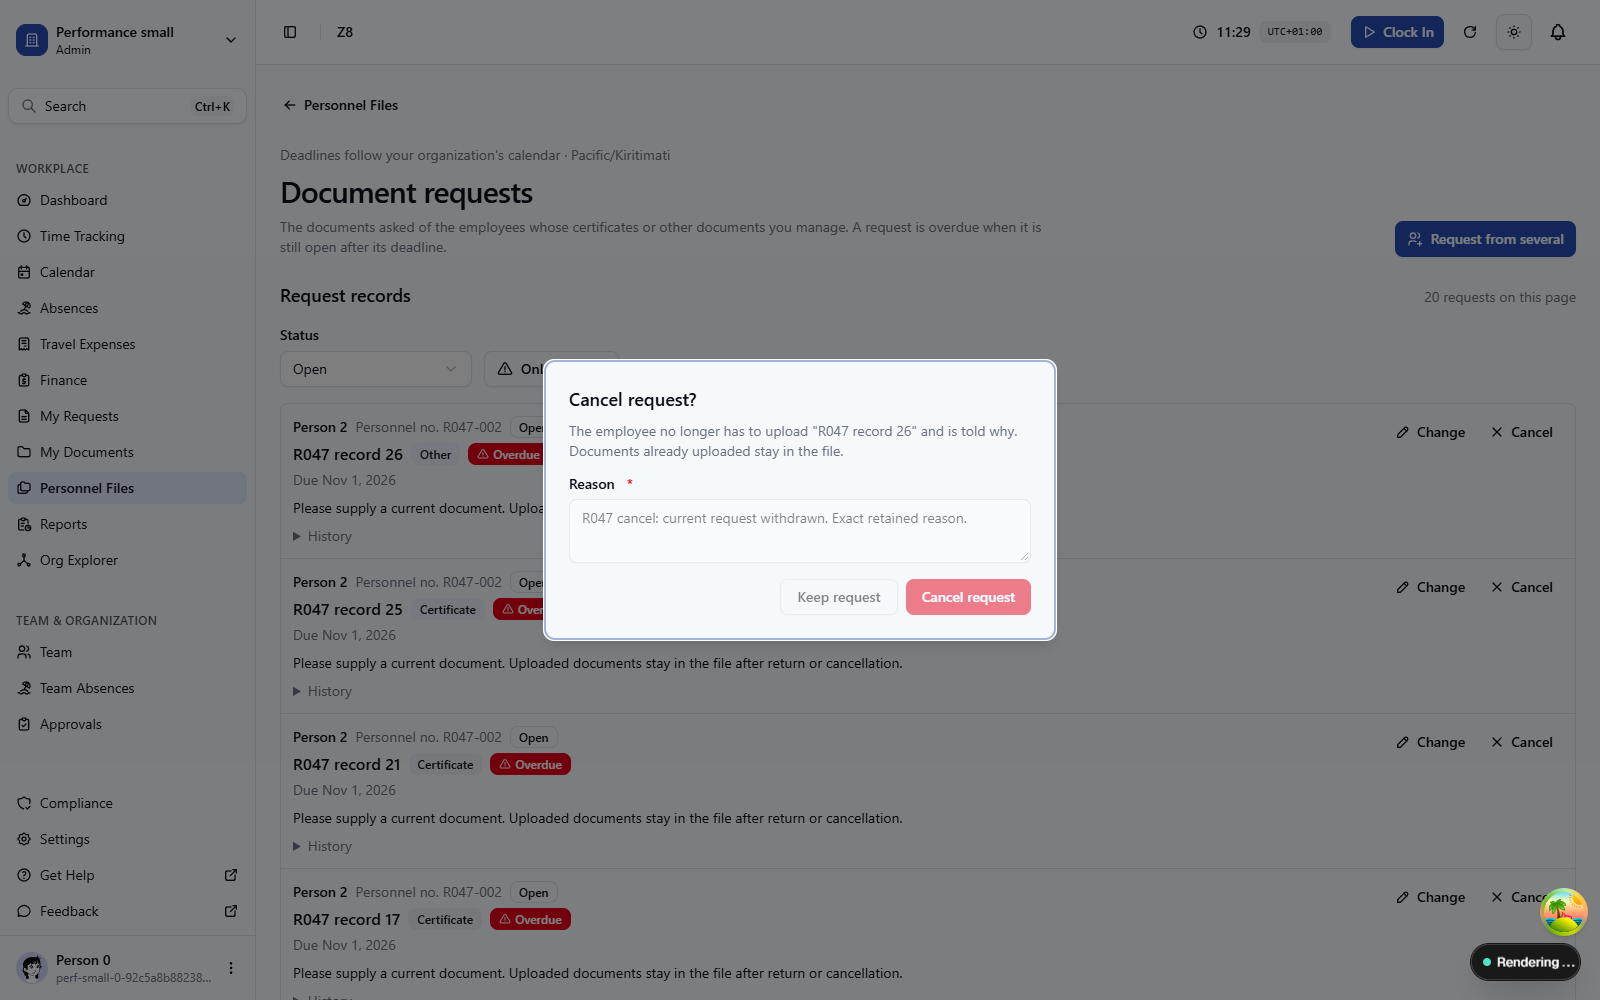 Performance small
Admin
Search
Ctrl+K
WORKPLACE
Dashboard
Time Tracking
Calendar
Absences
Travel Expenses
Finance
My Requests
My Documents
Personnel Files
Reports
Org Explorer
TEAM & ORGANIZATION
Team
Team Absences
Approvals
Compliance
Settings
Get Help
Feedback
Person 0
perf-small-0-92c5a8b88238...
Z8
11:29
UTC+01:00
Clock In
Personnel Files
Deadlines follow your organization's calendar · Pacific/Kiritimati
Document requests
The documents asked of the employees whose certificates or other documents you manage. A request is overdue when it is
still open after its deadline.
Request from several
Request records
20 requests on this page
Status
Open
Person 2 Personnel no. R047-002
Change
Cancel
R047 record 26 Other Overdue
Due Nov 1, 2026
Please supply a current document.
History
Cancel request?
The employee no longer has to upload "R047 record 26" and is told why.
Documents already uploaded stay in the file.
Reason *
R047 cancel: current request withdrawn. Exact retained reason.
Keep request
Cancel request
Person 2 Personnel no. R047-002
Change
Cancel
R047 record 25 Certificate
Due Nov 1, 2026
Please supply a current document. Uploaded documents stay in the file after return or cancellation.
History
Person 2 Personnel no. R047-002 Open
Change
Cancel
R047 record 21 Certificate Overdue
Due Nov 1, 2026
Please supply a current document. Uploaded documents stay in the file after return or cancellation.
History
Person 2 Personnel no. R047-002 Open
Change
R047 record 17 Certificate Overdue
Due Nov 1, 2026
Please supply a current document. Uploaded documents stay in the file after return or cancellation.
Rendering ...